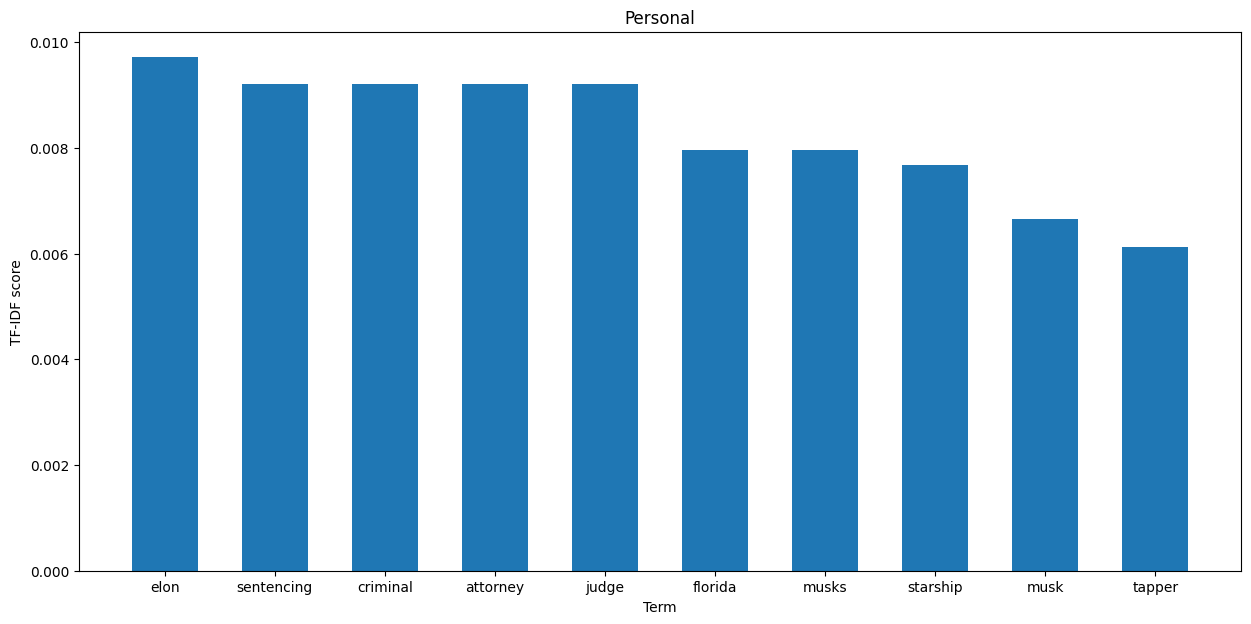 Personal
TF-IDF score
0.010
0.008
0.006
0.004
0.002
0.000
elon sentencing criminal attorney judge florida musks starship musk tapper
Term